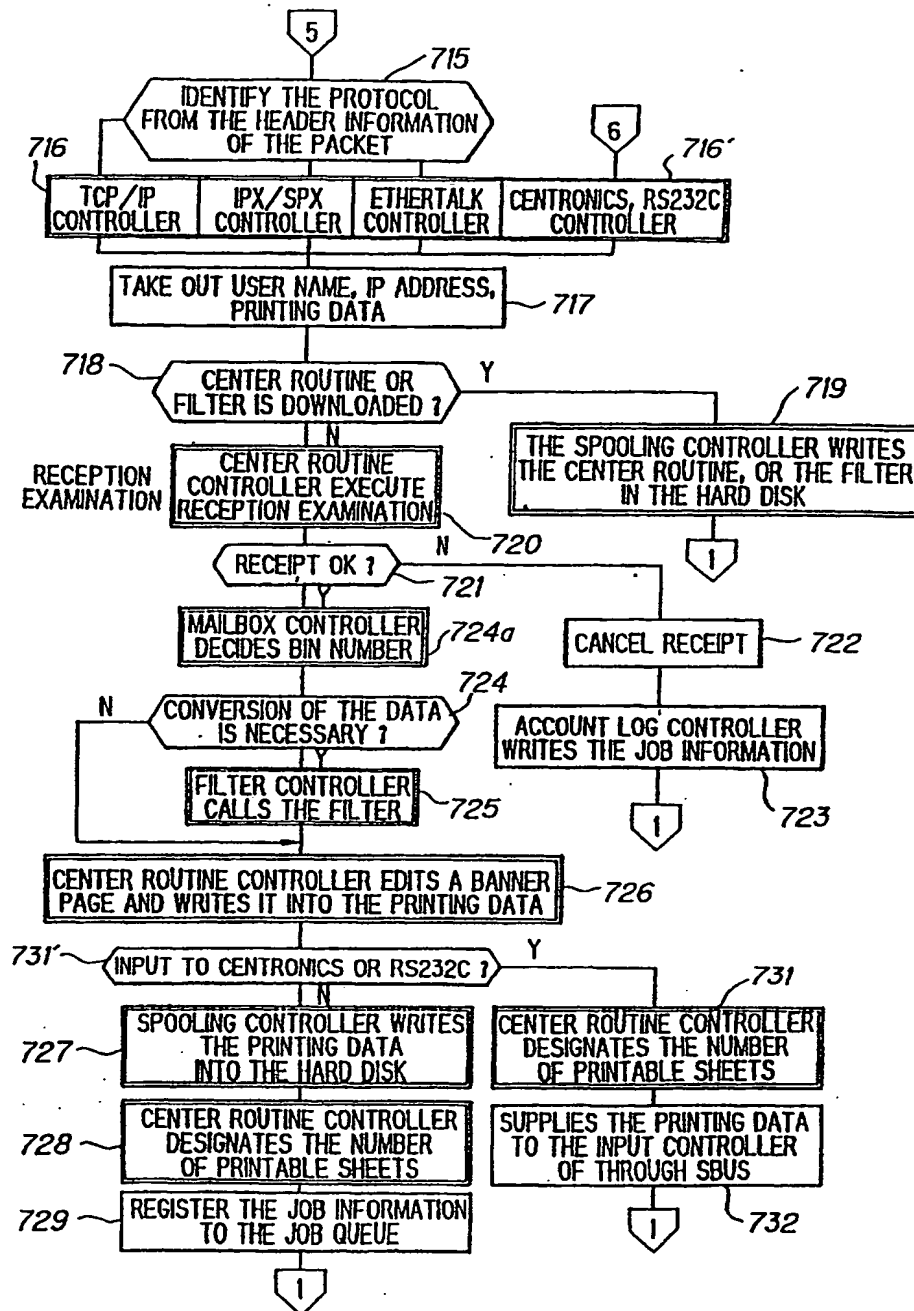 5
715
IDENTIFY THE PROTOCOL
FROM THE HEADER INFORMATION
OF THE PACKET
6
716
716'
TCP/IP
CONTROLLER
IPX/SPX
CONTROLLER
ETHERTALK
CONTROLLER
CENTRONICS, RS232C
CONTROLLER
TAKE OUT USER NAME, IP ADDRESS,
PRINTING DATA
717
718
CENTER ROUTINE OR
FILTER IS DOWNLOADED ?
Y
N
719
THE SPOOLING CONTROLLER WRITES
THE CENTER ROUTINE, OR THE FILTER
IN THE HARD DISK
1
RECEPTION
EXAMINATION
CENTER ROUTINE
CONTROLLER EXECUTE
RECEPTION EXAMINATION
720
RECEIPT OK ?
N
721
Y
MAILBOX CONTROLLER
DECIDES BIN NUMBER
724a
CANCEL RECEIPT
722
N
CONVERSION OF THE DATA
IS NECESSARY ?
724
Y
ACCOUNT LOG CONTROLLER
WRITES THE JOB INFORMATION
723
1
FILTER CONTROLLER
CALLS THE FILTER
725
CENTER ROUTINE CONTROLLER EDITS A BANNER
PAGE AND WRITES IT INTO THE PRINTING DATA
726
731'
INPUT TO CENTRONICS OR RS232C ?
Y
N
727
SPOOLING CONTROLLER WRITES
THE PRINTING DATA
INTO THE HARD DISK
731
CENTER ROUTINE CONTROLLER
DESIGNATES THE NUMBER
OF PRINTABLE SHEETS
728
CENTER ROUTINE CONTROLLER
DESIGNATES THE NUMBER
OF PRINTABLE SHEETS
SUPPLIES THE PRINTING DATA
TO THE INPUT CONTROLLER
OF THROUGH SBUS
732
1
729
REGISTER THE JOB INFORMATION
TO THE JOB QUEUE
1